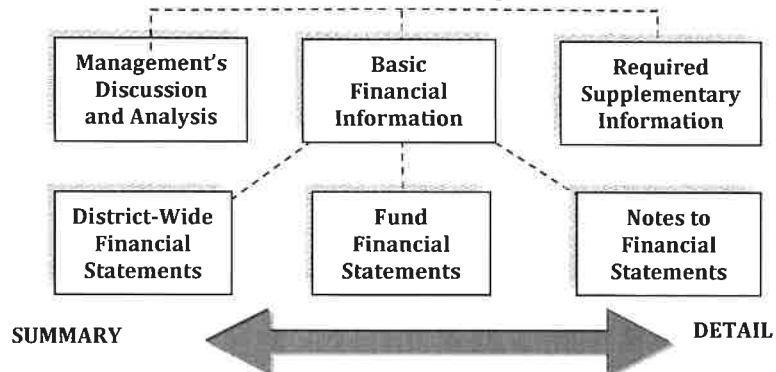 Management's
Discussion
and Analysis
Basic
Financial
Information
Required
Supplementary
Information
District-Wide
Financial
Statements
Fund
Financial
Statements
Notes to
Financial
Statements
SUMMARY
DETAIL